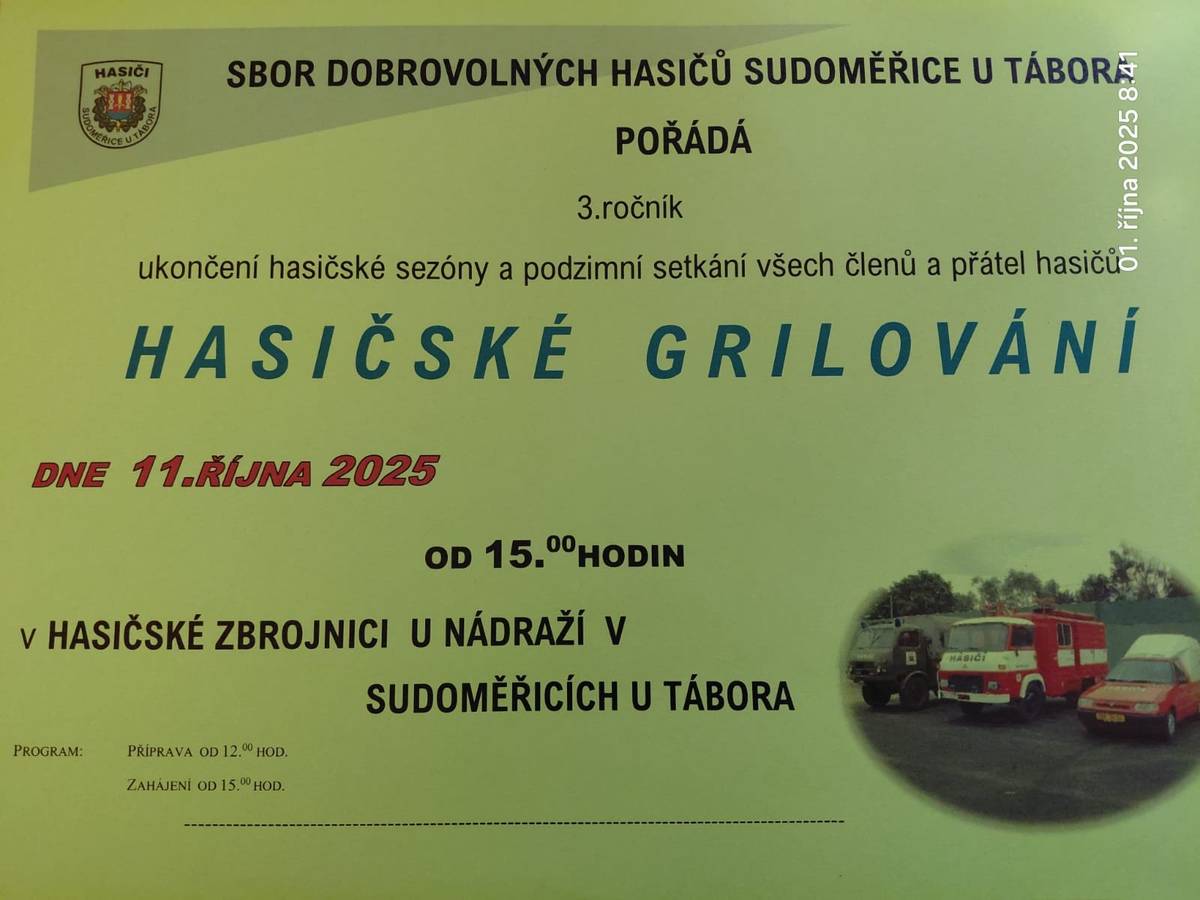 HASIČI
SUDOMĚŘICE U TÁBORA
SBOR DOBROVOLNÝCH HASIČŮ SUDOMĚŘICE U TÁBORA
POŘÁDÁ
3.ročník
ukončení hasičské sezóny a podzimní setkání všech členů a přátel hasičů
HASIČSKÉ GRILOVÁNÍ
DNE 11.ŘÍJNA 2025
OD 15.00 HODIN
V HASIČSKÉ ZBROJNICI U NÁDRAŽÍ V
SUDOMĚŘICÍCH U TÁBORA
HASIČI
PROGRAM: PŘÍPRAVA OD 12.00 HOD.
ZAHÁJENÍ OD 15.00 HOD.
01. října 2025 8:41